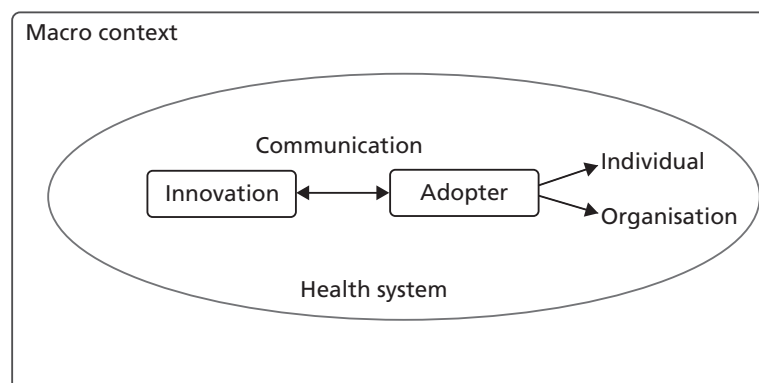 Macro context
Communication
Innovation
Adopter
Individual
Organisation
Health system